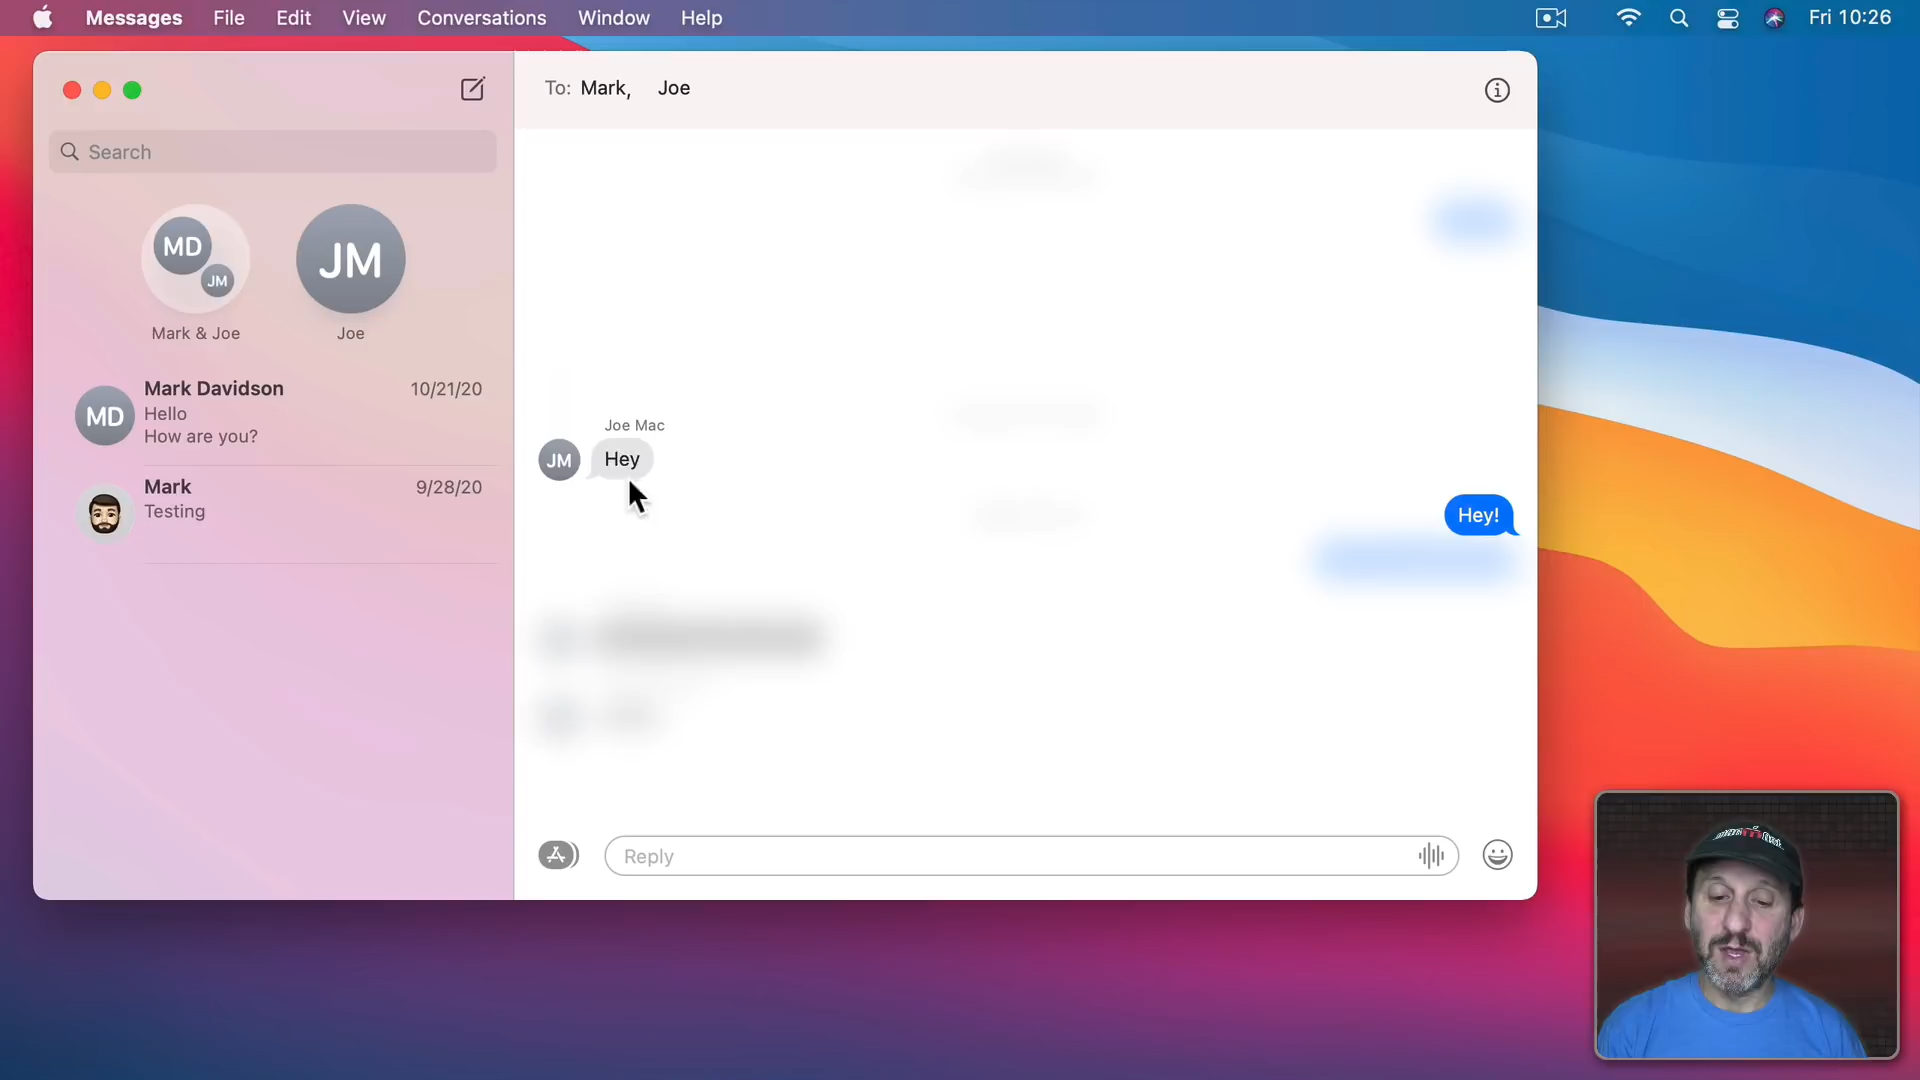 Messages File Edit View Conversations Window Help Fri 10:26
To: Mark, Joe
Search
MD
JM
JM
Mark & Joe
Joe
MD
Mark Davidson 10/21/20
Hello
How are you?
Mark 9/28/20
Testing
Joe Mac
JM
Hey
Hey!
Reply